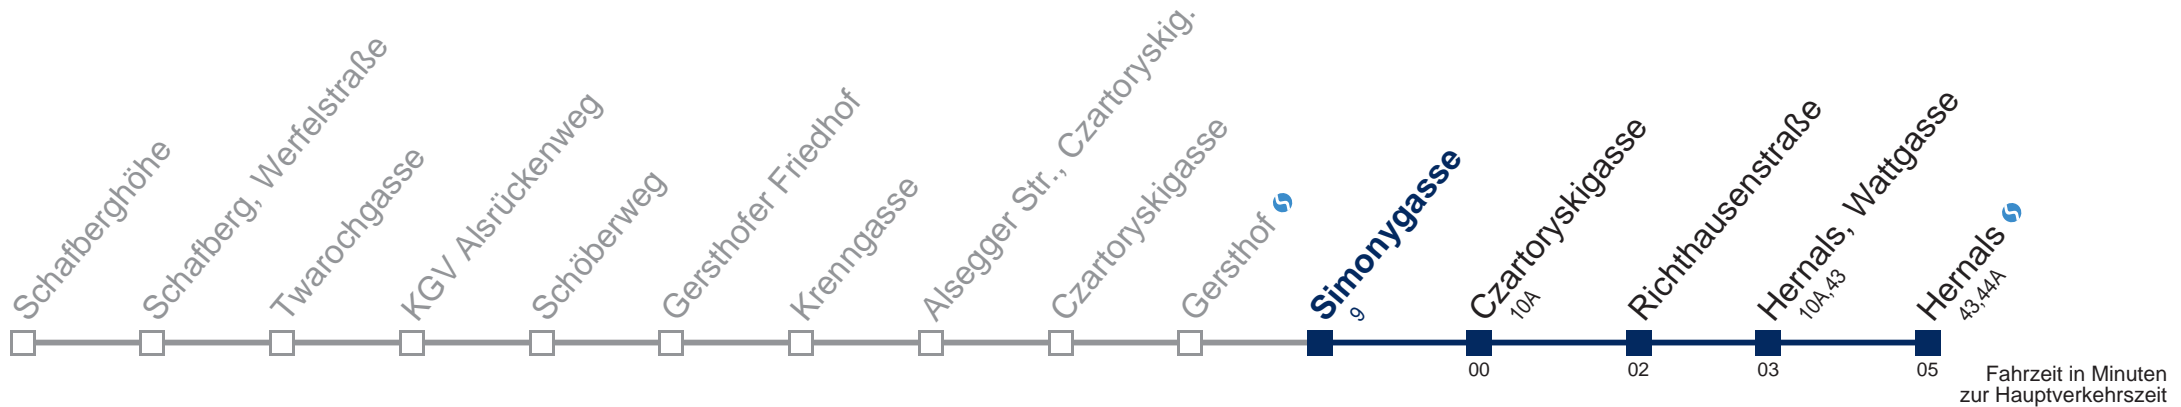 Schafberghöhe
Schafberg, Werfelstraße
Twarochgasse
KGV Alsrückenweg
Schöberweg
Gersthofer Friedhof
Krenngasse
Alsegger Str., Czartoryskig.
Czartoryskigasse
Gersthof
Simonygasse
9
Czartoryskigasse
10A
Richthausenstraße
Hernals, Wattgasse
10A,43
Hernals
43,44A
00
02
03
05
Fahrzeit in Minuten
zur Hauptverkehrszeit